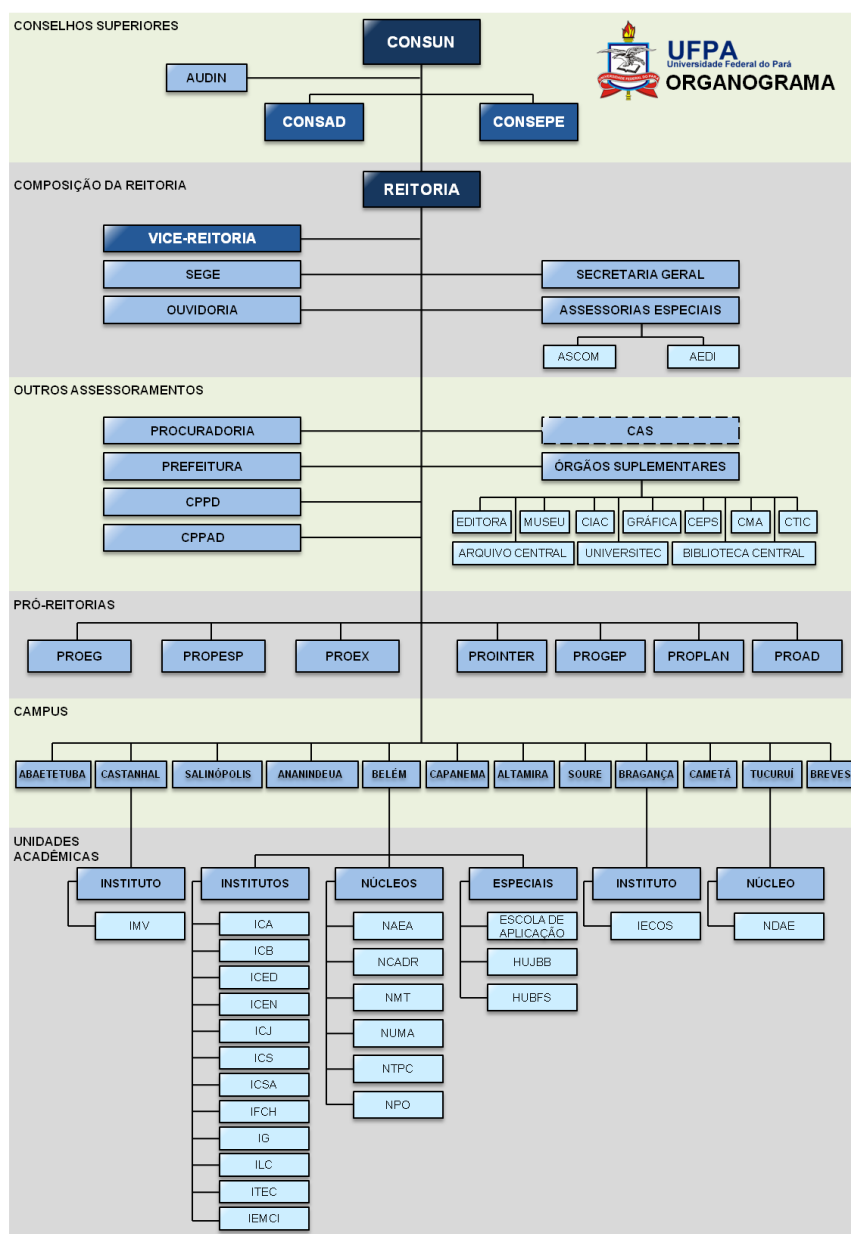 CONSELHOS SUPERIORES
CONSUN
UFPA
Universidade Federal do Pará
ORGANOGRAMA
AUDIN
CONSAD
CONSEPE
COMPOSIÇÃO DA REITORIA
REITORIA
VICE-REITORIA
SEGE
SECRETARIA GERAL
OUVIDORIA
ASSESSORIAS ESPECIAIS
ASCOM
AEDI
OUTROS ASSESSORAMENTOS
PROCURADORIA
CAS
PREFEITURA
ÓRGÃOS SUPLEMENTARES
CPPD
EDITORA
MUSEU
CIAC
GRÁFICA
CEPS
CMA
CTIC
CPPAD
ARQUIVO CENTRAL
UNIVERSITEC
BIBLIOTECA CENTRAL
PRÓ-REITORIAS
PROEG
PROPESP
PROEX
PROINTER
PROGEP
PROPLAN
PROAD
CAMPUS
ABAETETUBA
CASTANHAL
SALINÓPOLIS
ANANINDEUA
BELÉM
CAPANEMA
ALTAMIRA
SOURE
BRAGANÇA
CAMETÁ
TUCURUÍ
BREVES
UNIDADES
ACADÊMICAS
INSTITUTO
IMV
INSTITUTOS
ICA
ICB
ICED
ICEN
ICJ
ICS
ICSA
IFCH
IG
ILC
ITEC
IEMCI
NÚCLEOS
NAEA
NCADR
NMT
NUMA
NTPC
NPO
ESPECIAIS
ESCOLA DE
APLICAÇÃO
HUJBB
HUBFS
INSTITUTO
IECOS
NÚCLEO
NDAE